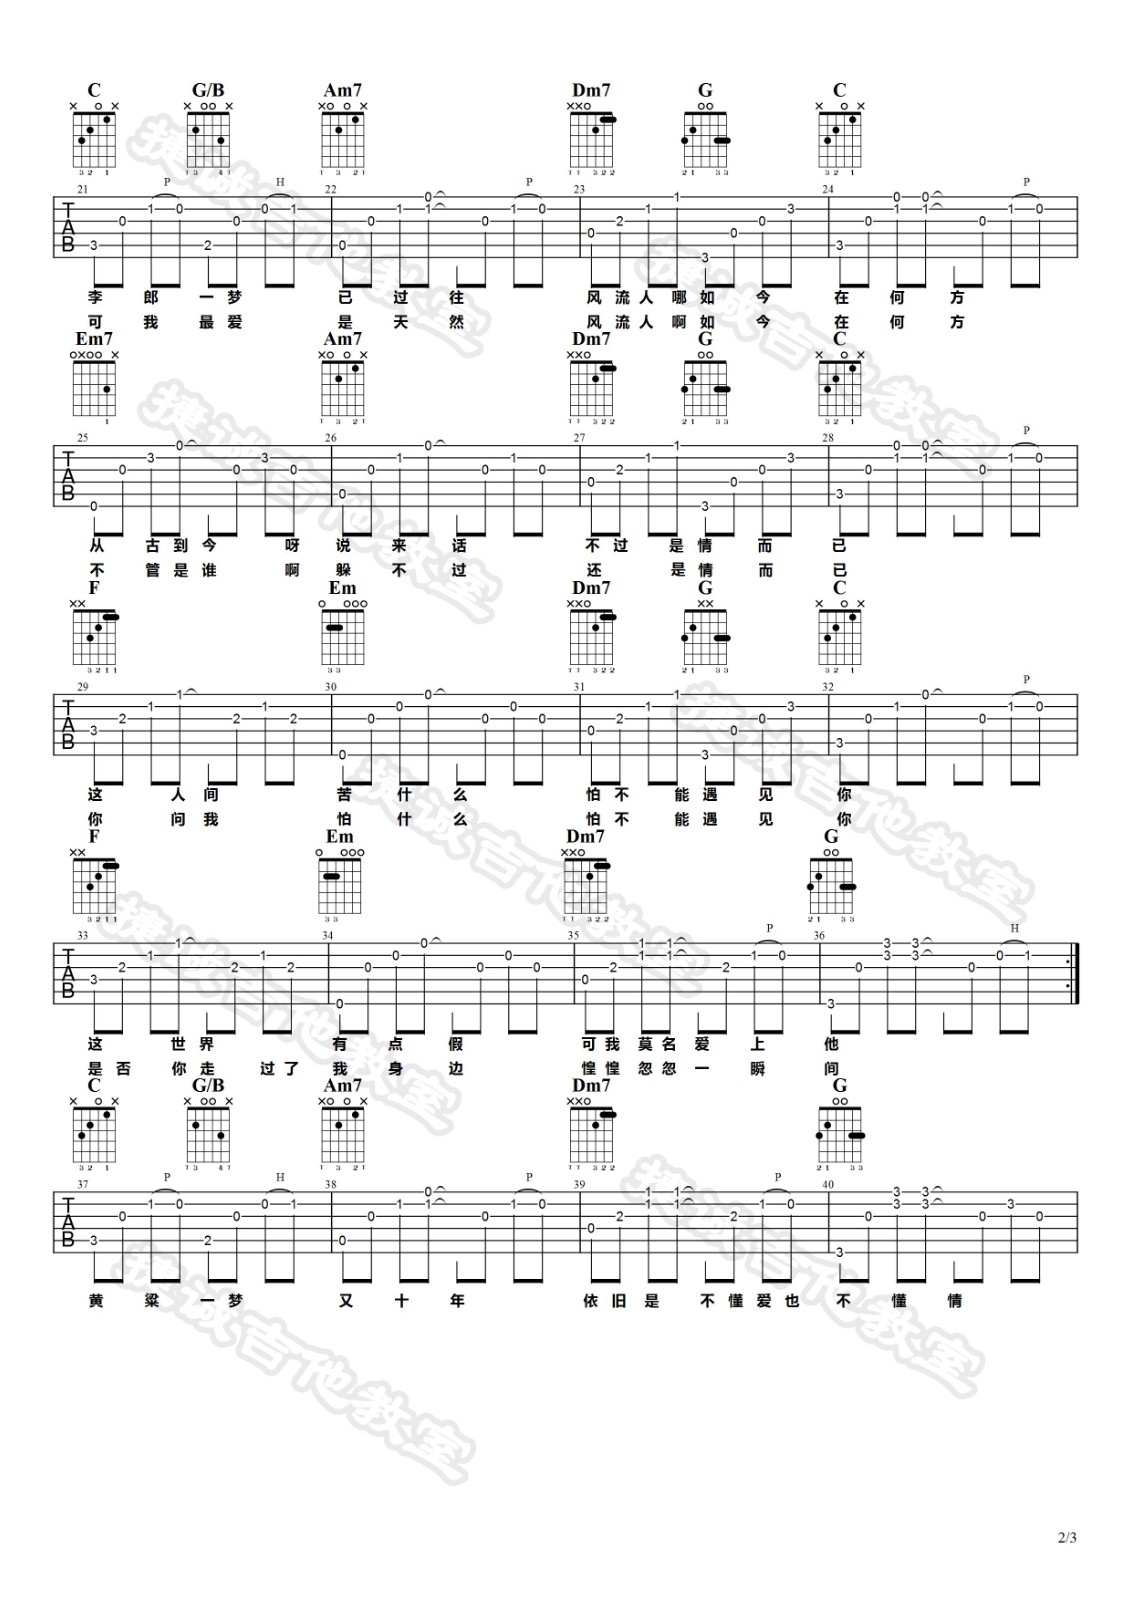 C G/B Am7 Dm7 G C
21 P H 22 P 23 24 P
李 郎 一 梦 已 过 往 风 流 人 哪 如 今 在 何 方
可 我 最 爱 是 天 然 风 流 人 啊 如 今 在 何 方
Em7 Am7 Dm7 G C
25 26 27 28 P
从 古 到 今 呀 说 来 话 不 过 是 情 而 已
不 管 是 谁 啊 躲 不 过 还 是 情 而 已
F Em Dm7 G C
29 30 31 32 P
这 人 间 苦 什 么 怕 不 能 遇 见 你
你 问 我 怕 什 么 怕 不 能 遇 见 你
F Em Dm7 G
33 34 35 P 36 H
这 世 界 有 点 假 可 我 莫 名 爱 上 他
是 否 你 走 过 了 我 身 边 惶 惶 忽 忽 一 瞬 间
C G/B Am7 Dm7 G
37 P H 38 P 39 P 40
黄 粱 一 梦 又 十 年 依 旧 是 不 懂 爱 也 不 懂 情
捷诚吉他教室
2/3